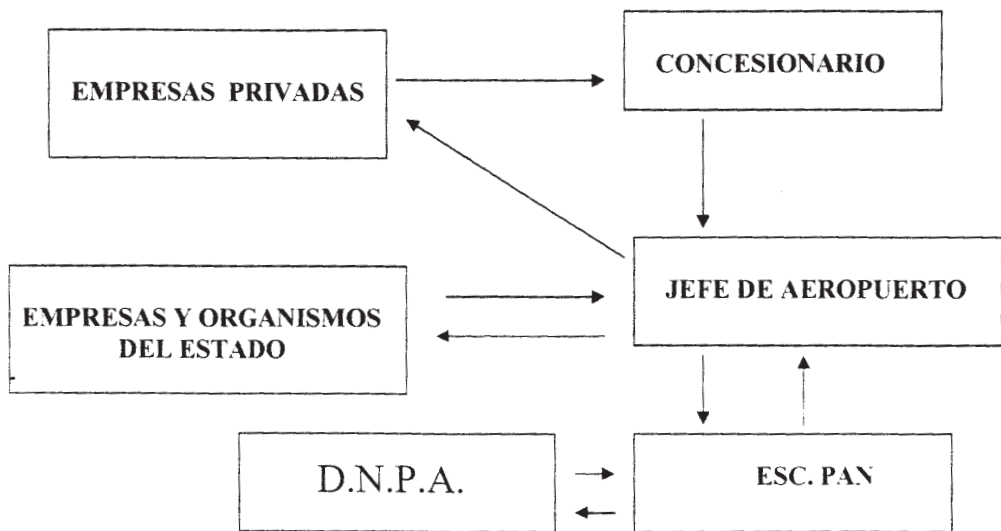 EMPRESAS PRIVADAS
CONCESIONARIO
JEFE DE AEROPUERTO
EMPRESAS Y ORGANISMOS
DEL ESTADO
D.N.P.A.
ESC. PAN